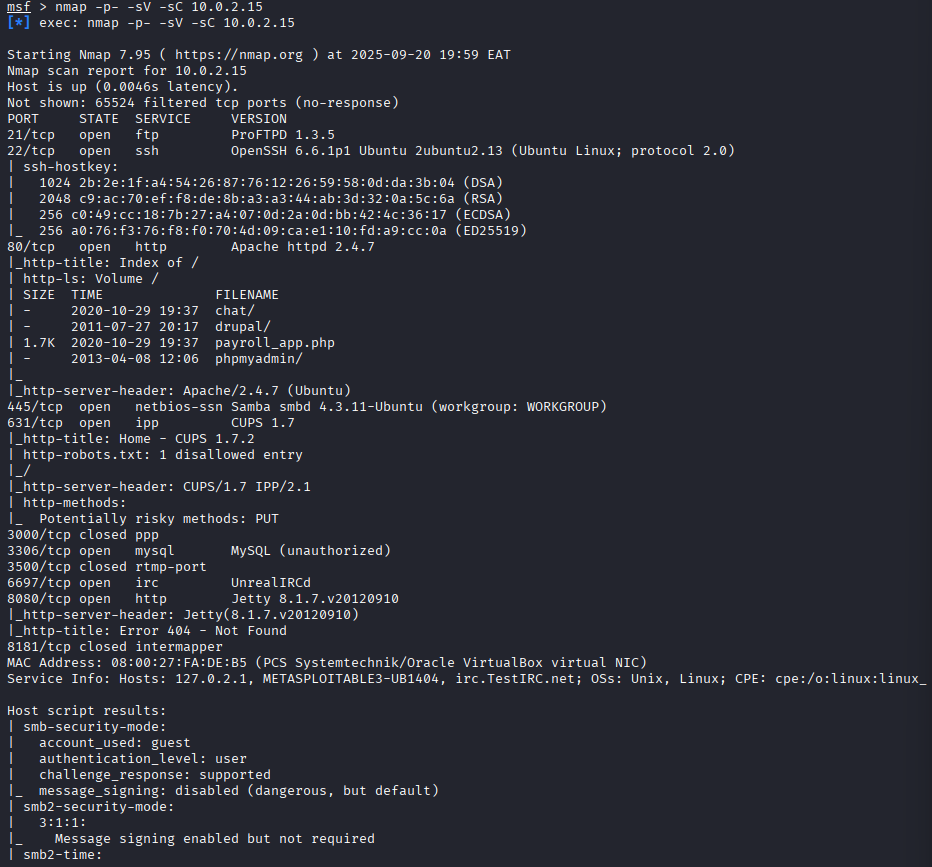 msf > nmap -p- -sV -sC 10.0.2.15
[*] exec: nmap -p- -sV -sC 10.0.2.15

Starting Nmap 7.95 ( https://nmap.org ) at 2025-09-20 19:59 EAT
Nmap scan report for 10.0.2.15
Host is up (0.0046s latency).
Not shown: 65524 filtered tcp ports (no-response)
PORT     STATE  SERVICE     VERSION
21/tcp   open   ftp         ProFTPD 1.3.5
22/tcp   open   ssh         OpenSSH 6.6.1p1 Ubuntu 2ubuntu2.13 (Ubuntu Linux; protocol 2.0)
| ssh-hostkey:
|   1024 2b:2e:1f:a4:54:26:87:76:12:26:59:58:0d:da:3b:04 (DSA)
|   2048 c9:ac:70:ef:f8:de:8b:a3:a3:44:ab:3d:32:0a:5c:6a (RSA)
|   256 c0:49:cc:18:7b:27:a4:07:0d:2a:0d:bb:42:4c:36:17 (ECDSA)
|_  256 a0:76:f3:76:f8:f0:70:4d:09:ca:e1:10:fd:a9:cc:0a (ED25519)
80/tcp   open   http        Apache httpd 2.4.7
|_http-title: Index of /
| http-ls: Volume /
| SIZE  TIME              FILENAME
| -     2020-10-29 19:37  chat/
| -     2011-07-27 20:17  drupal/
| 1.7K  2020-10-29 19:37  payroll_app.php
| -     2013-04-08 12:06  phpmyadmin/
|_
|_http-server-header: Apache/2.4.7 (Ubuntu)
445/tcp  open   netbios-ssn Samba smbd 4.3.11-Ubuntu (workgroup: WORKGROUP)
631/tcp  open   ipp         CUPS 1.7
|_http-title: Home - CUPS 1.7.2
| http-robots.txt: 1 disallowed entry
|_/
|_http-server-header: CUPS/1.7 IPP/2.1
| http-methods:
|_  Potentially risky methods: PUT
3000/tcp closed ppp
3306/tcp open   mysql       MySQL (unauthorized)
3500/tcp closed rtmp-port
6697/tcp open   irc         UnrealIRCd
8080/tcp open   http        Jetty 8.1.7.v20120910
|_http-server-header: Jetty(8.1.7.v20120910)
|_http-title: Error 404 - Not Found
8181/tcp closed intermapper
MAC Address: 08:00:27:FA:DE:B5 (PCS Systemtechnik/Oracle VirtualBox virtual NIC)
Service Info: Hosts: 127.0.2.1, METASPLOITABLE3-UB1404, irc.TestIRC.net; OSs: Unix, Linux; CPE: cpe:/o:linux:linux_

Host script results:
| smb-security-mode:
|   account_used: guest
|   authentication_level: user
|   challenge_response: supported
|_  message_signing: disabled (dangerous, but default)
| smb2-security-mode:
|   3:1:1:
|_    Message signing enabled but not required
| smb2-time: